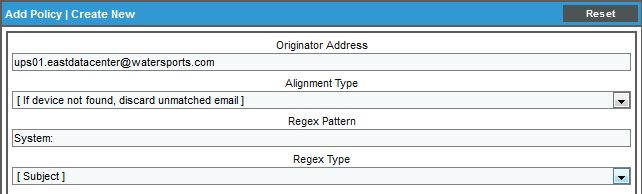 Add Policy | Create New
Reset
Originator Address
ups01.eastdatacenter@watersports.com
Alignment Type
[ If device not found, discard unmatched email ]
Regex Pattern
System:
Regex Type
[ Subject ]